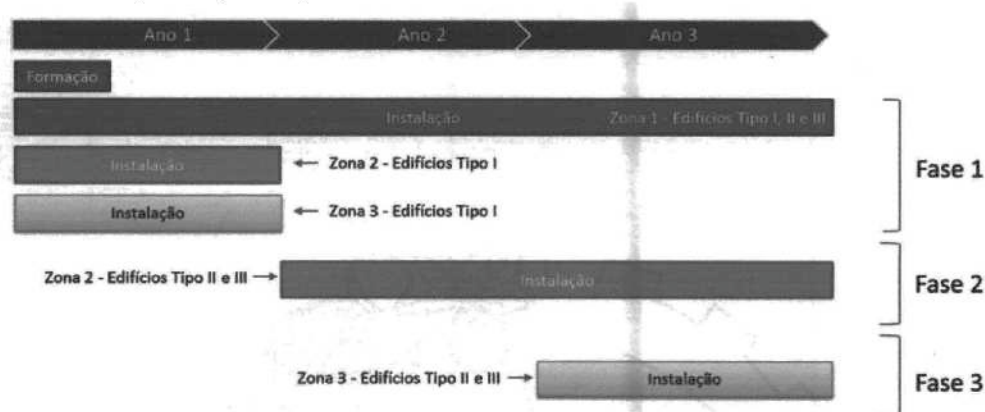 Ano 1 Ano 2 Ano 3
Formação
Instalação Zona 1 - Edifícios Tipo I, II e III
Instalação ← Zona 2 - Edifícios Tipo I
Instalação ← Zona 3 - Edifícios Tipo I
Fase 1
Zona 2 - Edifícios Tipo II e III → Instalação
Fase 2
Zona 3 - Edifícios Tipo II e III → Instalação
Fase 3